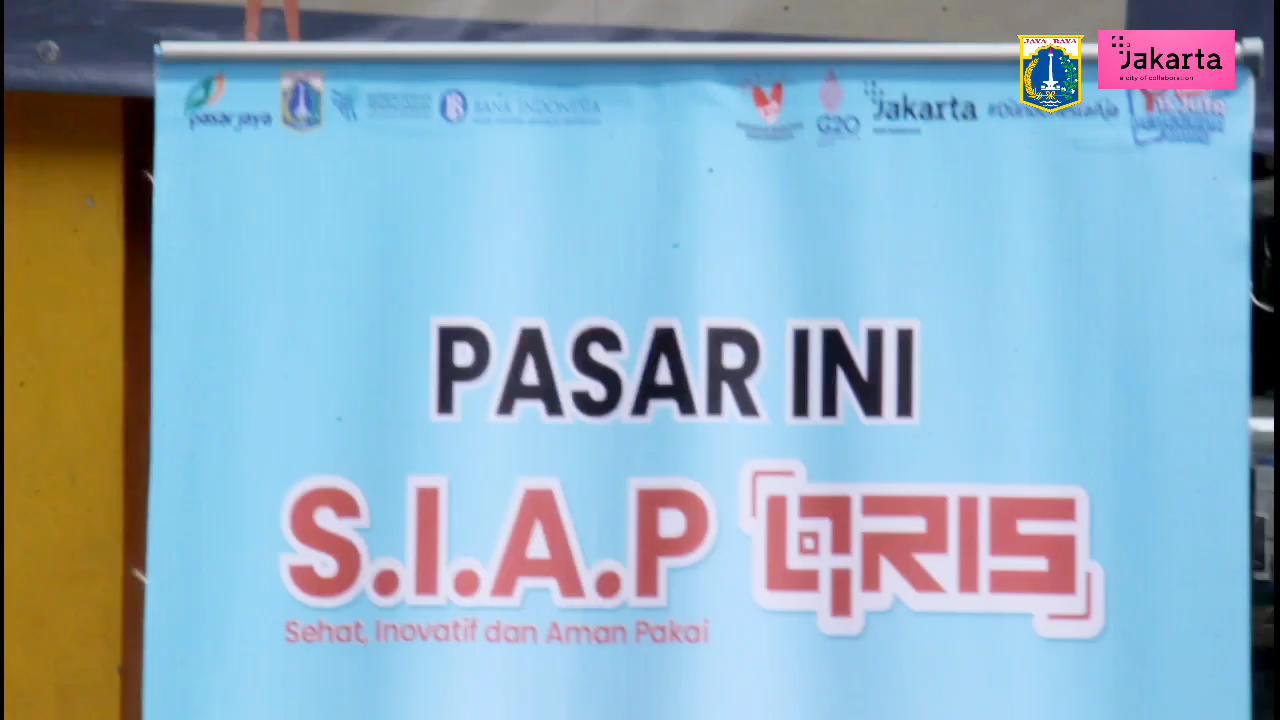 JAYA RAYA
Jakarta
a city of collaboration
pasar jaya
BANK INDONESIA
G20
Jakarta
PASAR INI
S.I.A.P QRIS
Sehat, Inovatif dan Aman Pakai